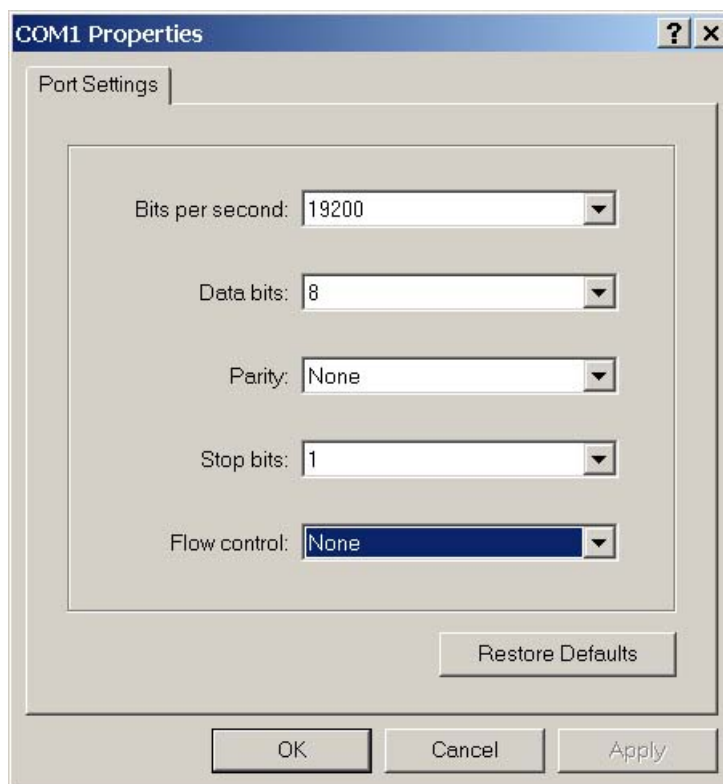 COM1 Properties
Port Settings
Bits per second: 19200
Data bits: 8
Parity: None
Stop bits: 1
Flow control: None
Restore Defaults
OK Cancel Apply